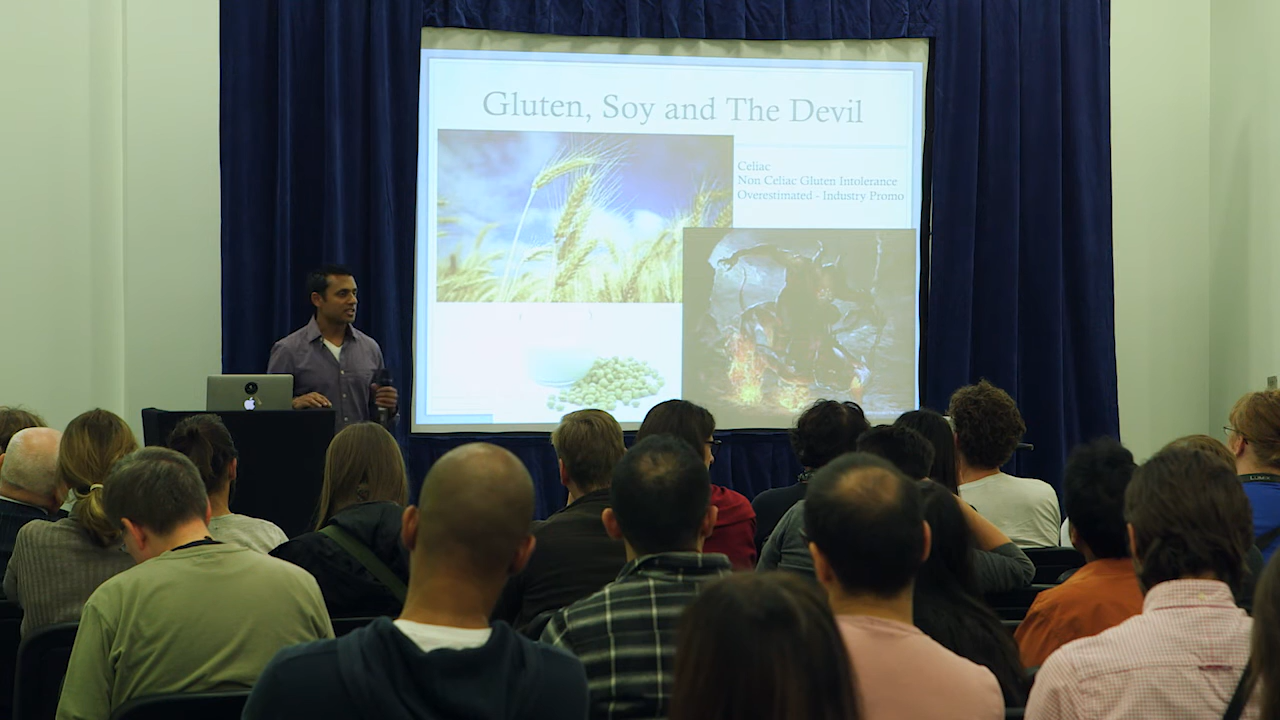 Gluten, Soy and The Devil
Celiac
Non Celiac Gluten Intolerance
Overestimated - Industry Promo